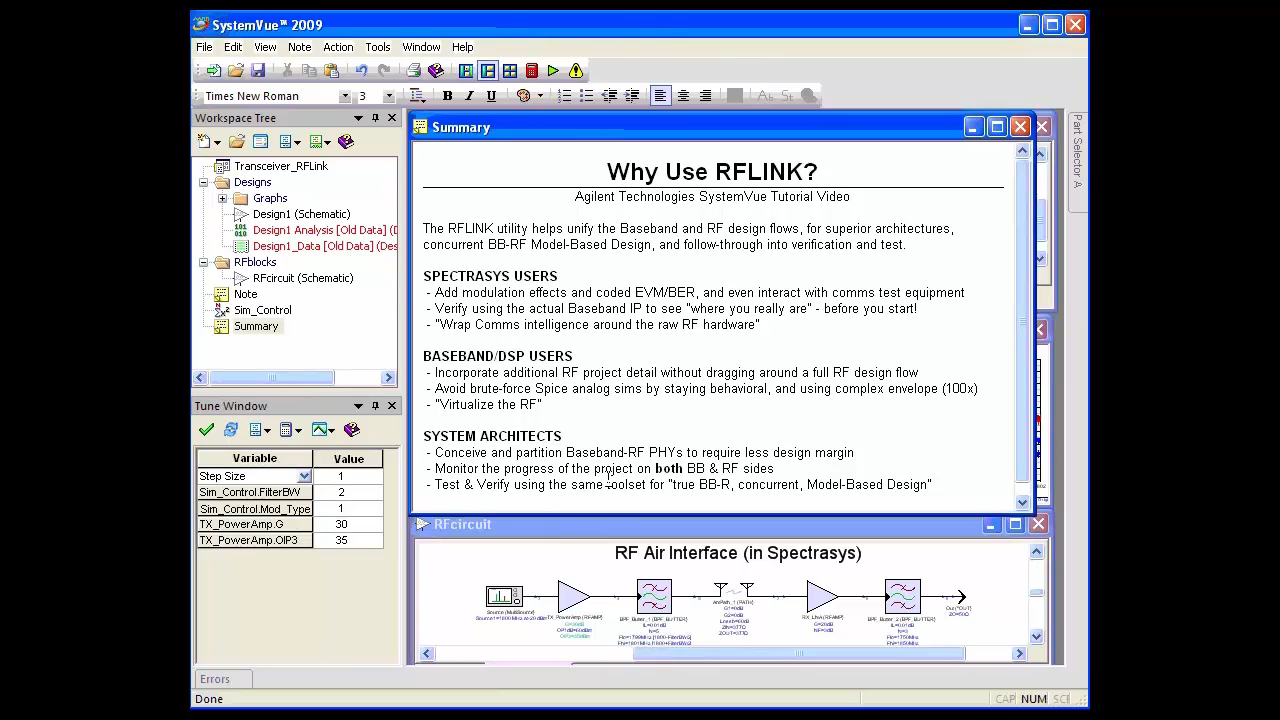 SystemVue™ 2009
File Edit View Note Action Tools Window Help
Times New Roman 3
Workspace Tree
Transceiver_RFLink
Designs
Graphs
Design1 (Schematic)
Design1 Analysis [Old Data] (D
Design1_Data [Old Data] (Des
RFblocks
RFcircuit (Schematic)
Note
Sim_Control
Summary
Tune Window
Variable Value
Step Size 1
Sim_Control.FilterBW 2
Sim_Control.Mod_Type 1
TX_PowerAmp.G 30
TX_PowerAmp.OIP3 35
Summary
Why Use RFLINK?
Agilent Technologies SystemVue Tutorial Video
The RFLINK utility helps unify the Baseband and RF design flows, for superior architectures,
concurrent BB-RF Model-Based Design, and follow-through into verification and test.
SPECTRASYS USERS
- Add modulation effects and coded EVM/BER, and even interact with comms test equipment
- Verify using the actual Baseband IP to see "where you really are" - before you start!
- "Wrap Comms intelligence around the raw RF hardware"
BASEBAND/DSP USERS
- Incorporate additional RF project detail without dragging around a full RF design flow
- Avoid brute-force Spice analog sims by staying behavioral, and using complex envelope (100x)
- "Virtualize the RF"
SYSTEM ARCHITECTS
- Conceive and partition Baseband-RF PHYs to require less design margin
- Monitor the progress of the project on both BB & RF sides
- Test & Verify using the same toolset for "true BB-R, concurrent, Model-Based Design"
RFcircuit
RF Air Interface (in Spectrasys)
Part Selector A
Errors
Done
CAP NUM SCI